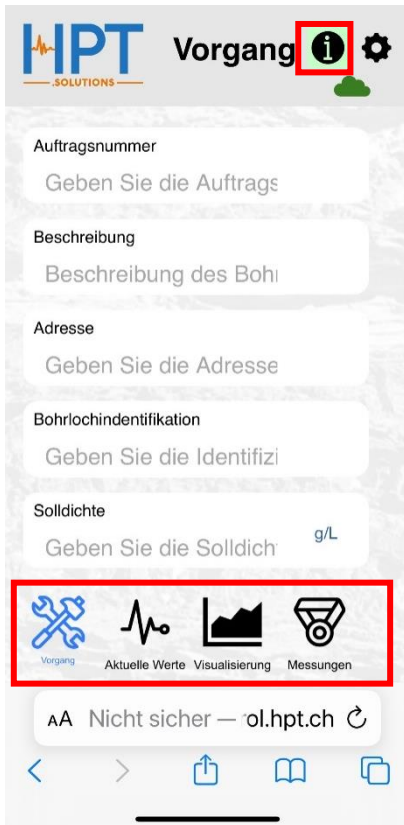 HPT
.SOLUTIONS
Vorgang
Auftragsnummer
Geben Sie die Auftrags
Beschreibung
Beschreibung des Bohr
Adresse
Geben Sie die Adresse
Bohrlochindentifikation
Geben Sie die Identifizi
Solldichte
Geben Sie die Solldich
g/L
Vorgang
Aktuelle Werte
Visualisierung
Messungen
AA Nicht sicher — ol.hpt.ch